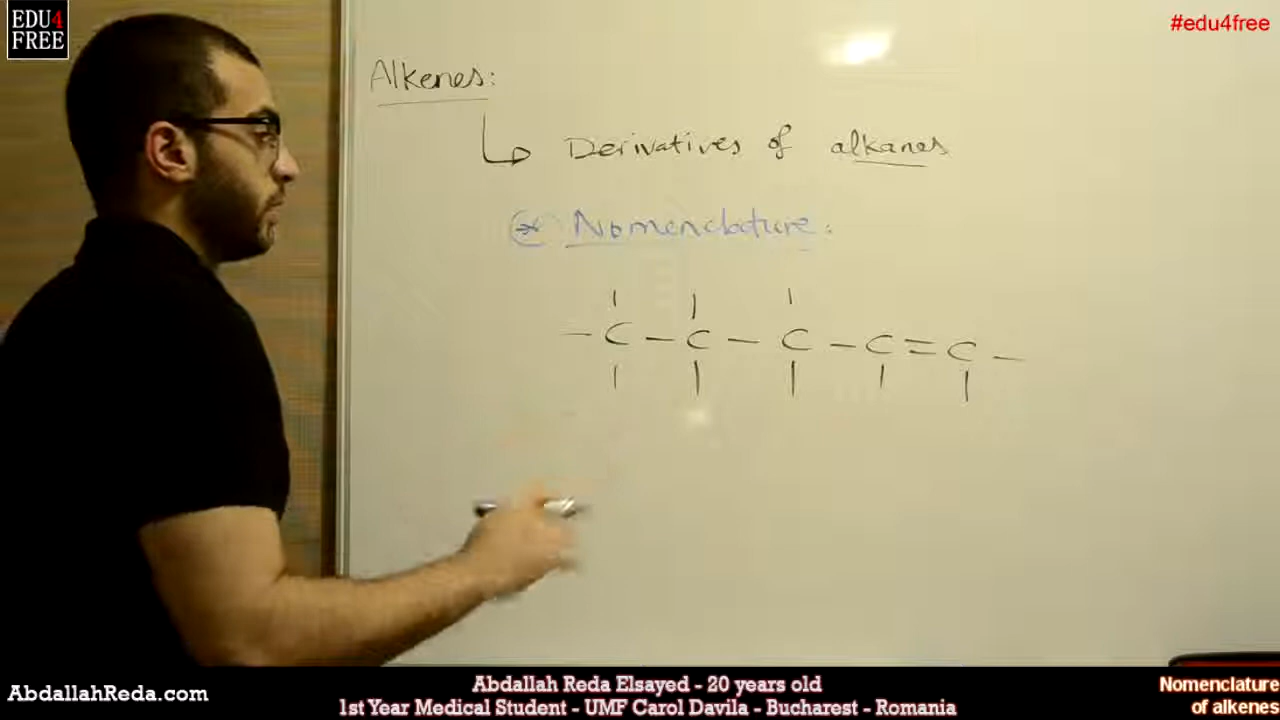 EDU4
FREE
#edu4free
Alkenes:
Derivatives of alkanes
Nomenclature:
C - C - C - C = C
AbdallahReda.com
Abdallah Reda Elsayed - 20 years old
1st Year Medical Student - UMF Carol Davila - Bucharest - Romania
Nomenclature
of alkenes